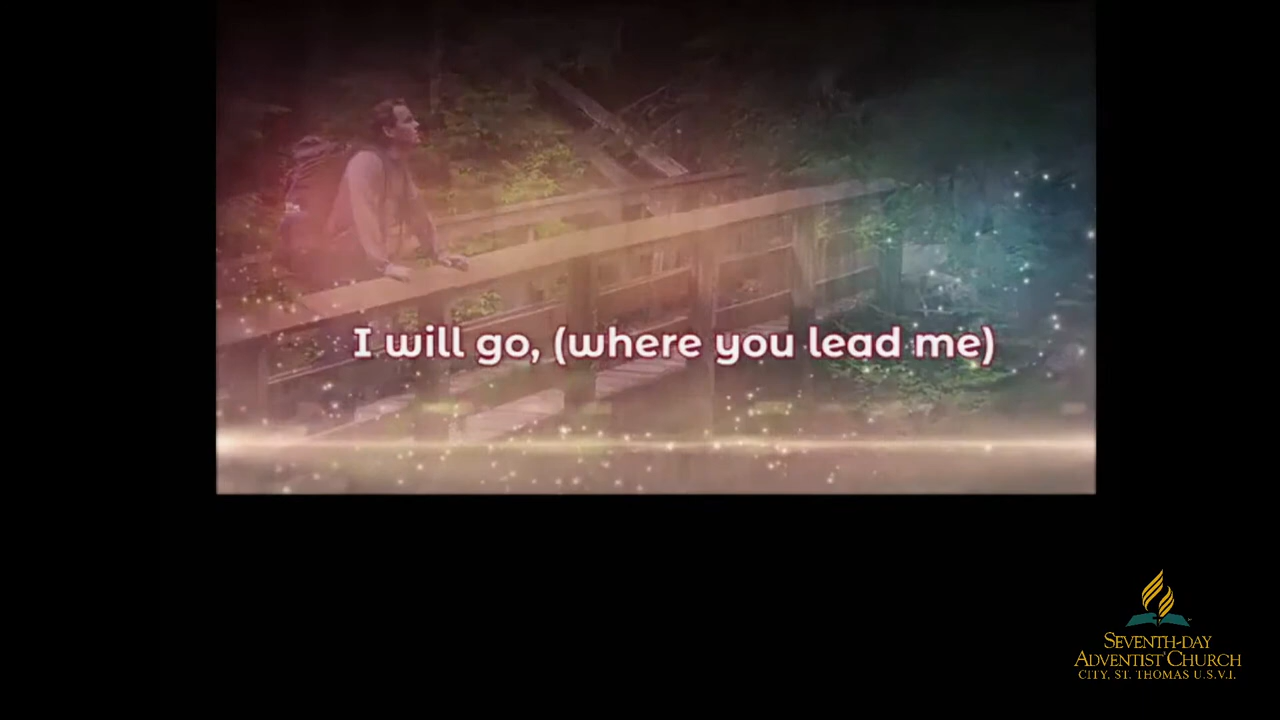 I will go, (where you lead me)
SEVENTH-DAY
ADVENTIST CHURCH
CITY, ST. THOMAS U.S.V.I.